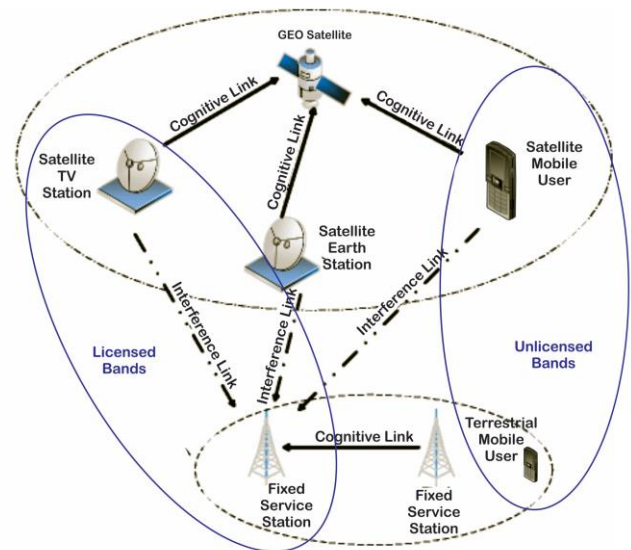 GEO Satellite
Cognitive Link
Cognitive Link
Cognitive Link
Satellite
TV
Station
Satellite
Mobile
User
Satellite
Earth
Station
Interference Link
Interference Link
Interference Link
Licensed
Bands
Unlicensed
Bands
Cognitive Link
Terrestrial
Mobile
User
Fixed
Service
Station
Fixed
Service
Station